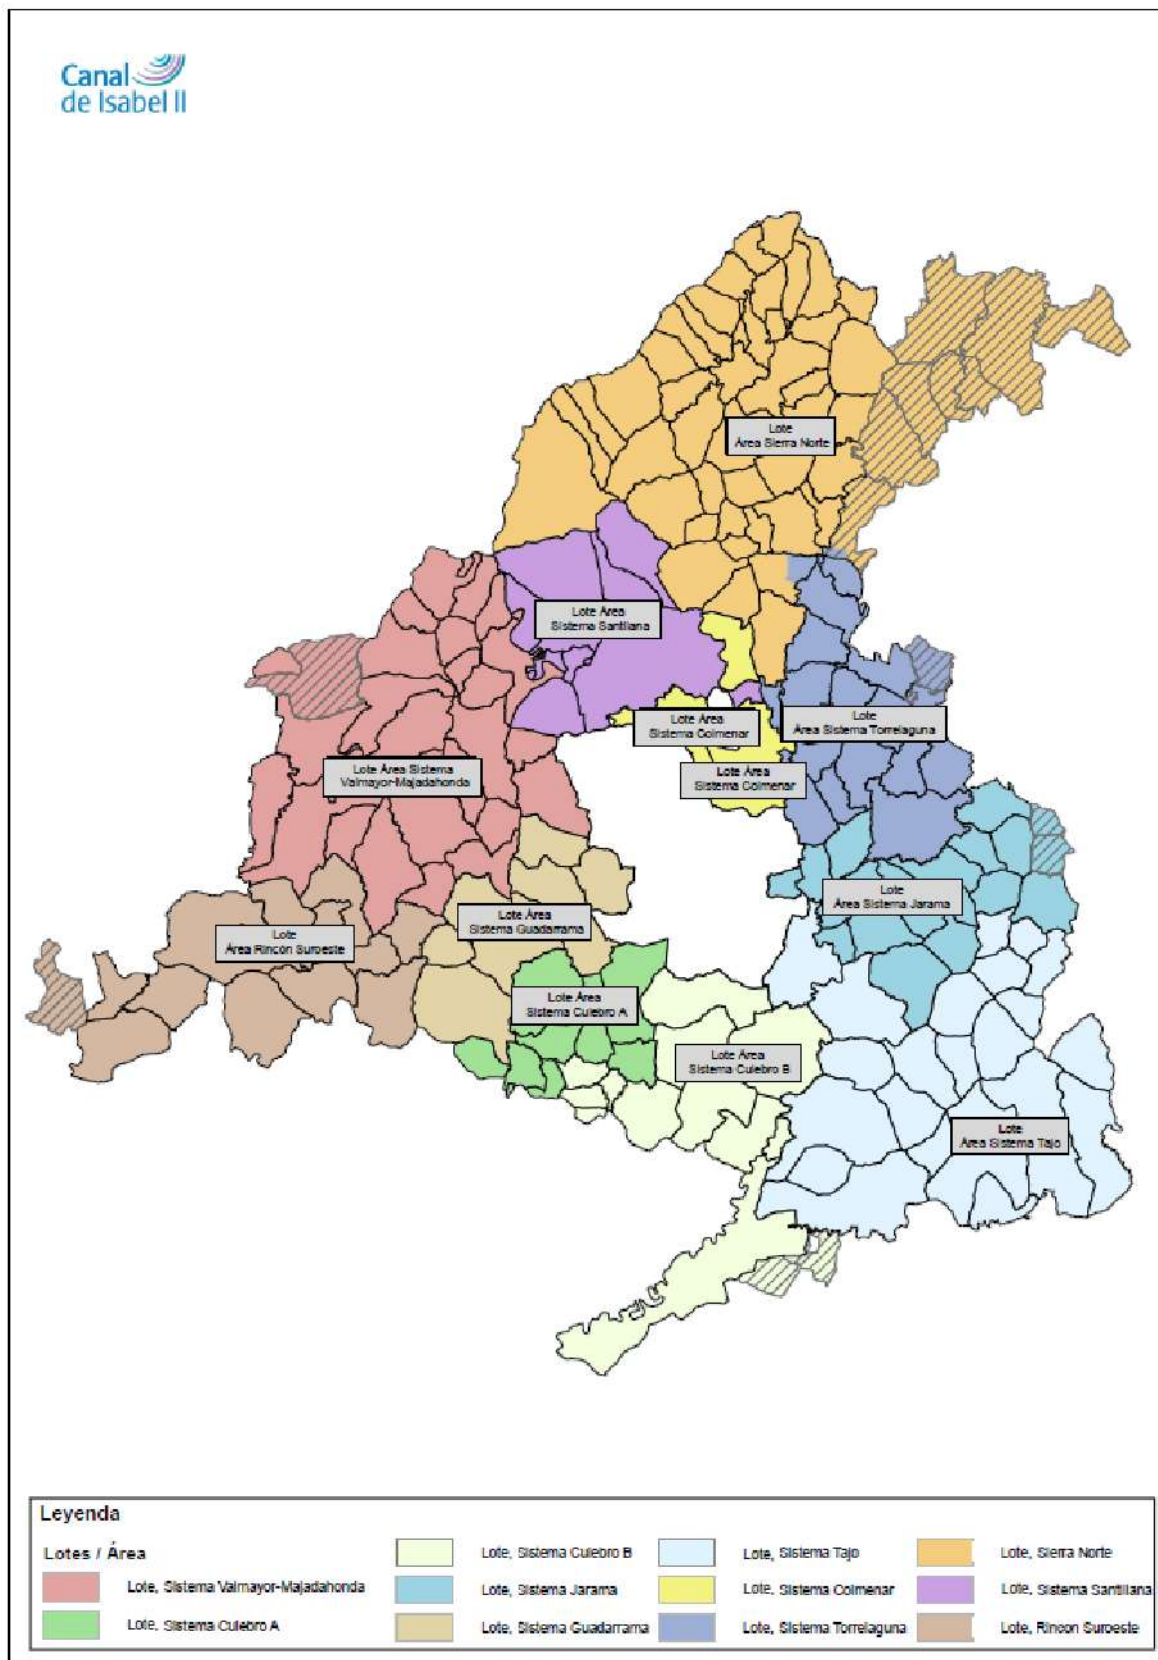 Canal
de Isabel II
Lote
Área Sierra Norte
Lote Área
Sistema Santillana
Lote Área
Sistema Colmenar
Lote
Área Sistema Torrelaguna
Lote Área Sistema
Valmayor-Majadahonda
Lote Área
Sistema Colmenar
Lote
Área Sistema Jarama
Lote Área
Sistema Guadarrama
Lote
Área Rincón Suroeste
Lote Área
Sistema Culebro A
Lote Área
Sistema Culebro B
Lote
Área Sistema Tajo
Leyenda
Lotes / Área
Lote, Sistema Valmayor-Majadahonda
Lote, Sistema Culebro A
Lote, Sistema Culebro B
Lote, Sistema Jarama
Lote, Sistema Guadarrama
Lote, Sistema Tajo
Lote, Sistema Colmenar
Lote, Sistema Torrelaguna
Lote, Sierra Norte
Lote, Sistema Santillana
Lote, Rincon Suroeste